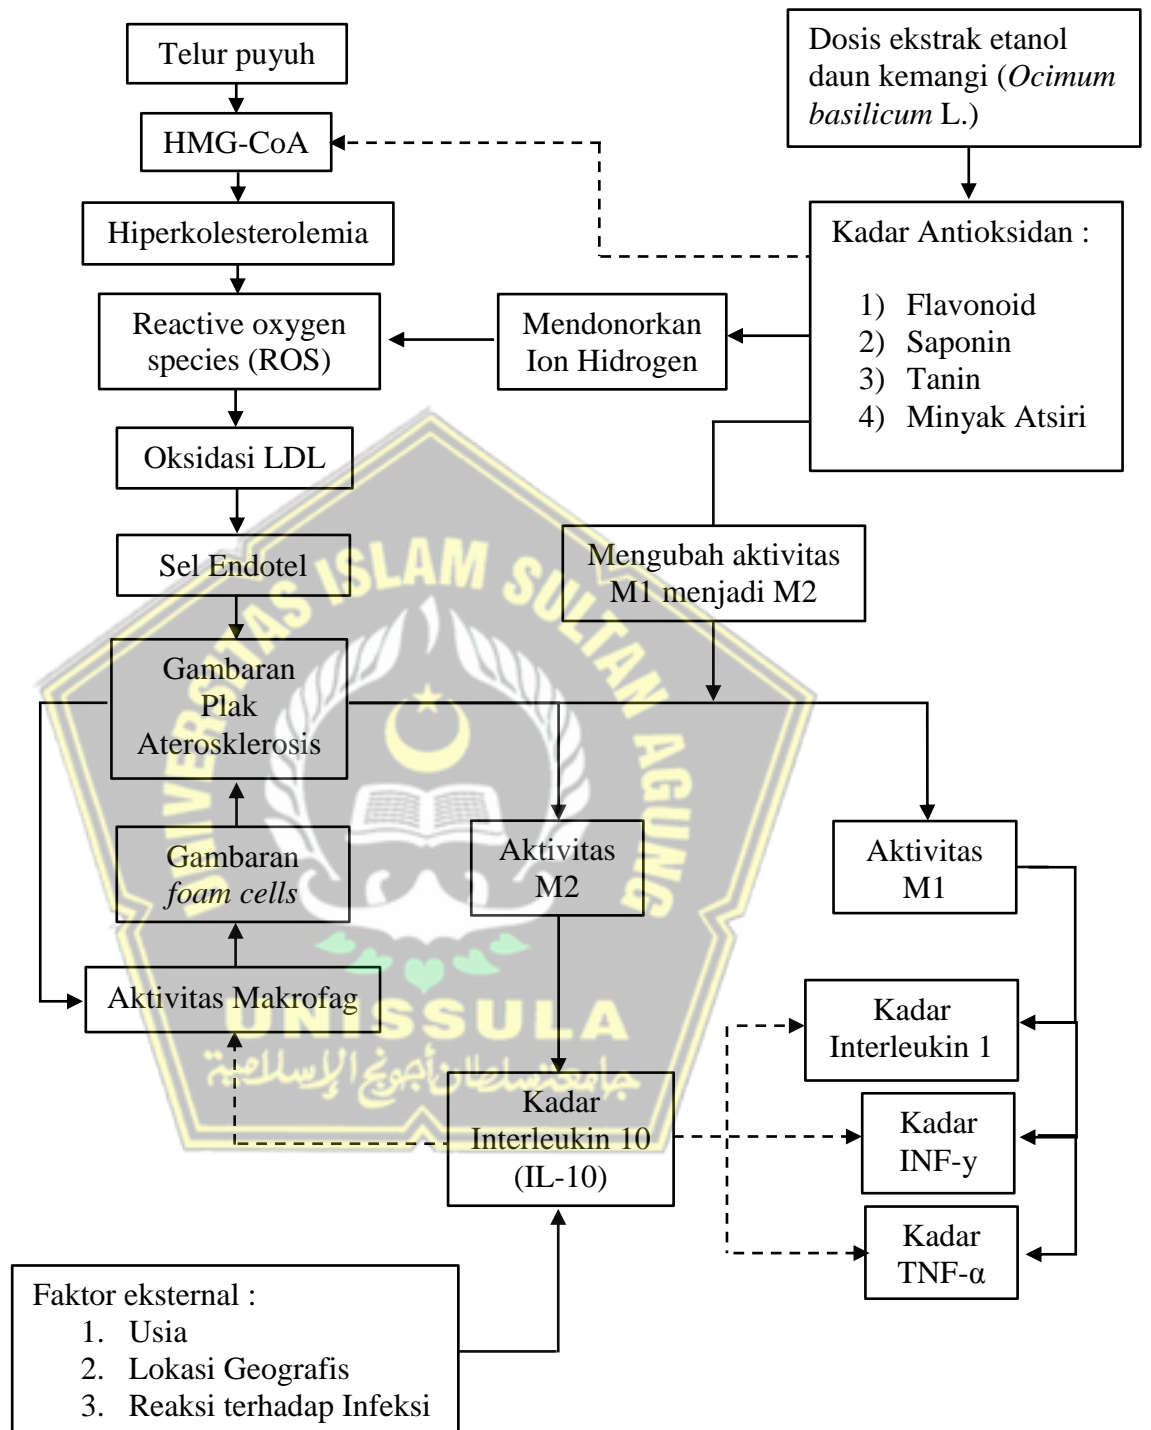 Telur puyuh
Dosis ekstrak etanol
daun kemangi (Ocimum
basilicum L.)
HMG-CoA
Hiperkolesterolemia
Kadar Antioksidan :
1) Flavonoid
2) Saponin
3) Tanin
4) Minyak Atsiri
Reactive oxygen
species (ROS)
Mendonorkan
Ion Hidrogen
Oksidasi LDL
Sel Endotel
Mengubah aktivitas
M1 menjadi M2
Gambaran
Plak
Aterosklerosis
Gambaran
foam cells
Aktivitas
M2
Aktivitas
M1
Aktivitas Makrofag
Kadar
Interleukin 1
Kadar
Interleukin 10
(IL-10)
Kadar
INF-y
Kadar
TNF-α
Faktor eksternal :
1. Usia
2. Lokasi Geografis
3. Reaksi terhadap Infeksi
UNIVERSITAS ISLAM SULTAN AGUNG
UNISSULA
جامعتنسلطان أجونج الإسلامية